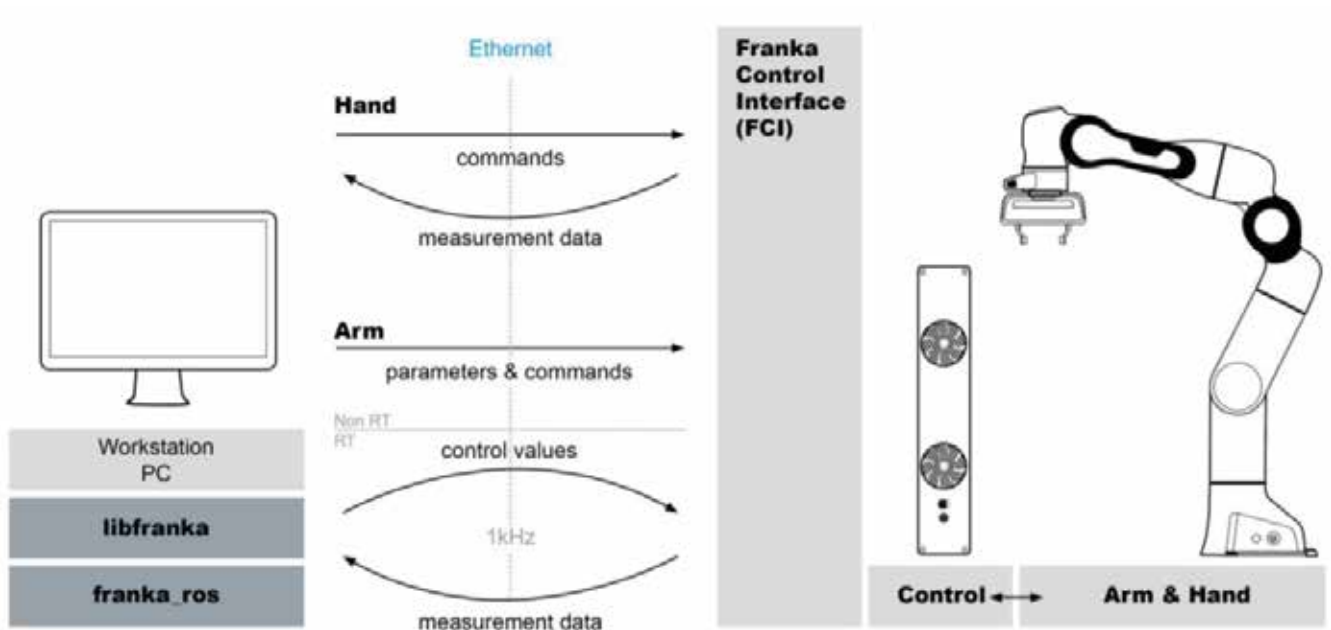 Ethernet
Hand
commands
measurement data
Arm
parameters & commands
Non RT
RT
control values
1kHz
measurement data
Workstation
PC
libfranka
franka_ros
Franka
Control
Interface
(FCI)
Control
Arm & Hand